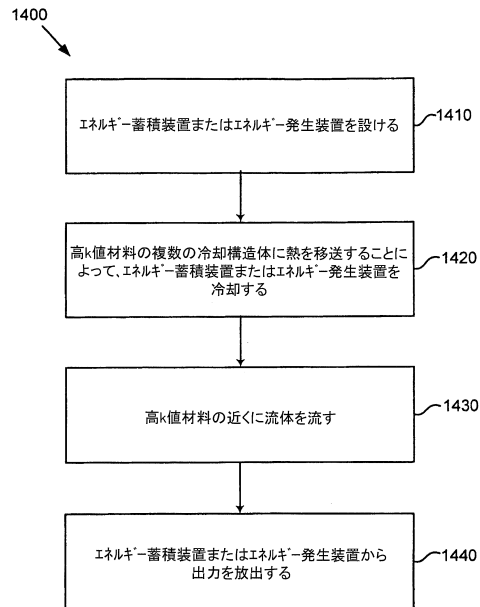 1400
エネルギー蓄積装置またはエネルギー発生装置を設ける
1410
高k値材料の複数の冷却構造体に熱を移送することに
よって、エネルギー蓄積装置またはエネルギー発生装置を
冷却する
1420
高k値材料の近くに流体を流す
1430
エネルギー蓄積装置またはエネルギー発生装置から
出力を放出する
1440